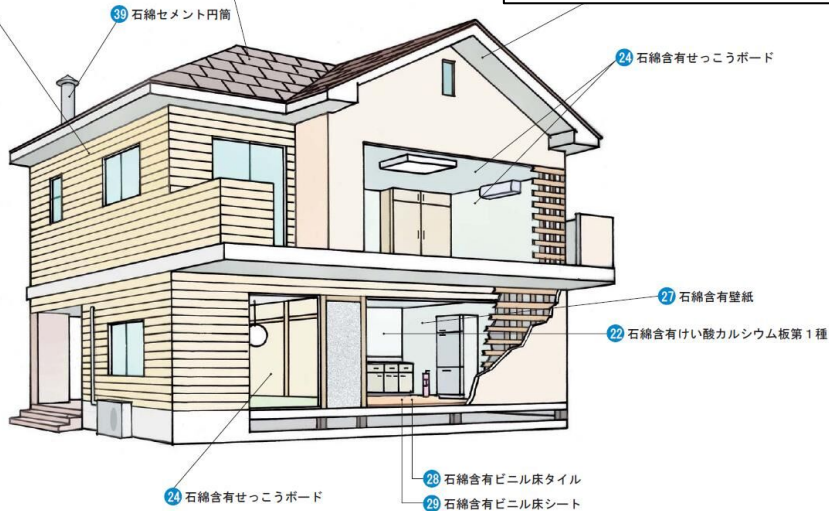 39 石綿セメント円筒
24 石綿含有せっこうボード
27 石綿含有壁紙
22 石綿含有けい酸カルシウム板第1種
28 石綿含有ビニル床タイル
24 石綿含有せっこうボード
29 石綿含有ビニル床シート